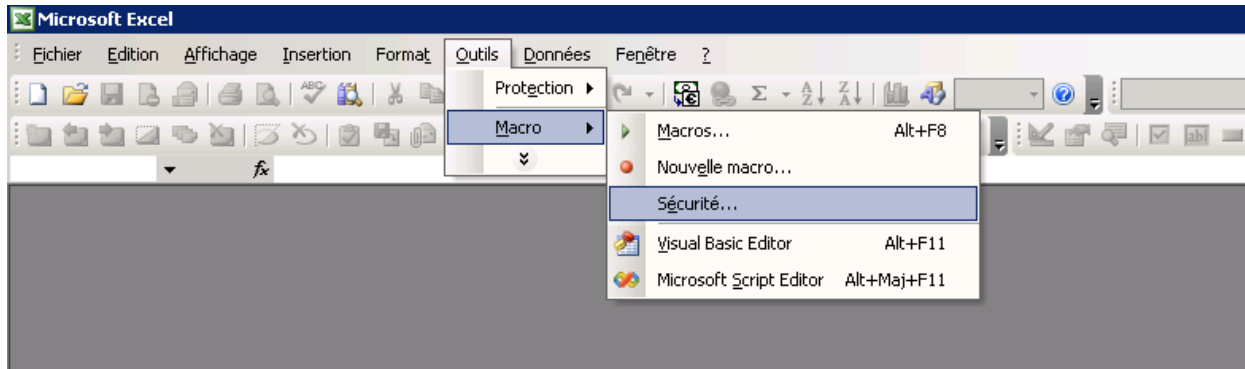 Microsoft Excel
Fichier Edition Affichage Insertion Format Outils Données Fenêtre ?
Protection
Macro
fx
Macros... Alt+F8
Nouvelle macro...
Sécurité...
Visual Basic Editor Alt+F11
Microsoft Script Editor Alt+Maj+F11